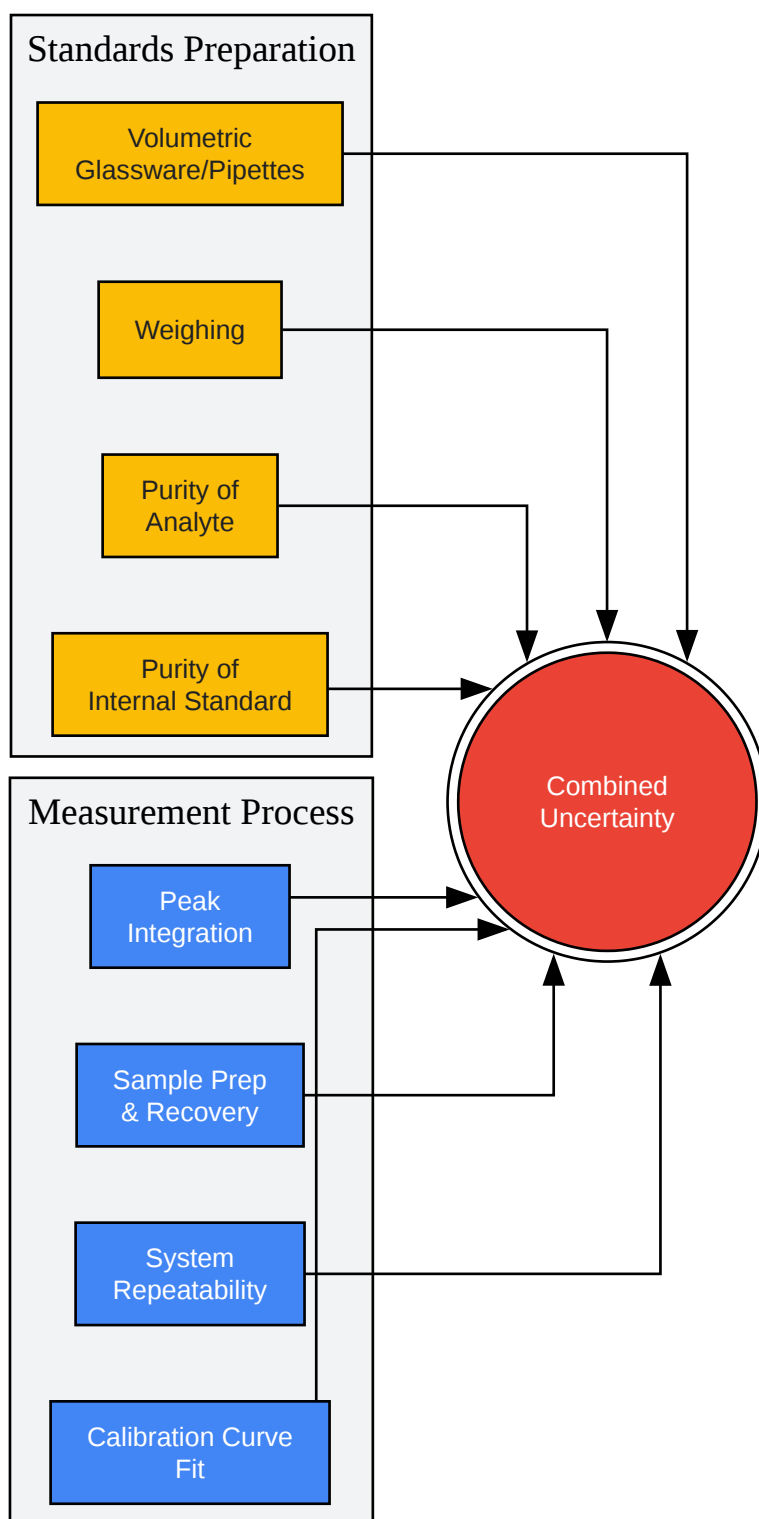 Standards Preparation
Volumetric
Glassware/Pipettes
Weighing
Purity of
Analyte
Purity of
Internal Standard
Combined
Uncertainty
Measurement Process
Peak
Integration
Sample Prep
& Recovery
System
Repeatability
Calibration Curve
Fit